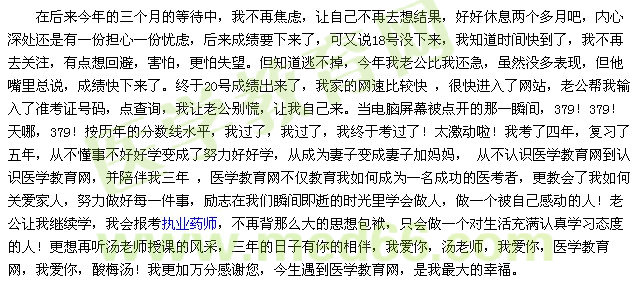 在后来今年的三个月的等待中，我不再焦虑，让自己不再去想结果，好好休息两个多月吧，内心
深处还是有一份担心一份忧虑，后来成绩要下来了，可又说18号没下来，我知道时间快到了，我不再
去关注，有点想回避，害怕，更怕失望。但知道逃不掉，今年我老公比我还急，虽然没多表现，但他
嘴里总说，成绩快下来了。终于20号成绩出来了，我家的网速比较快 ，很快进入了网站，老公帮我输
入了准考证号码，点查询，我让老公别慌，让我自己来。当电脑屏幕被点开的那一瞬间，379！379！
天哪，379！按历年的分数线水平，我过了，我过了，我终于考过了！太激动啦！我考了四年，复习了
五年，从不懂事不好好学变成了努力好好学，从成为妻子变成妻子加妈妈， 从不认识医学教育网到认
识医学教育网，并陪伴我三年 ，医学教育网不仅教育我如何成为一名成功的医考者，更教会了我如何
关爱家人，努力做好每一件事，励志在我们瞬间即逝的时光里学会做人，做一个被自己感动的人！老
公让我继续学，我会报考执业药师，不再背那么大的思想包袱，只会做一个对生活充满认真学习态度
的人！更想再听汤老师授课的风采，三年的日子有你的相伴，我爱你，汤老师，我爱你，医学教育
网，我爱你，酸梅汤！我更加万分感谢您，今生遇到医学教育网，是我最大的幸福。